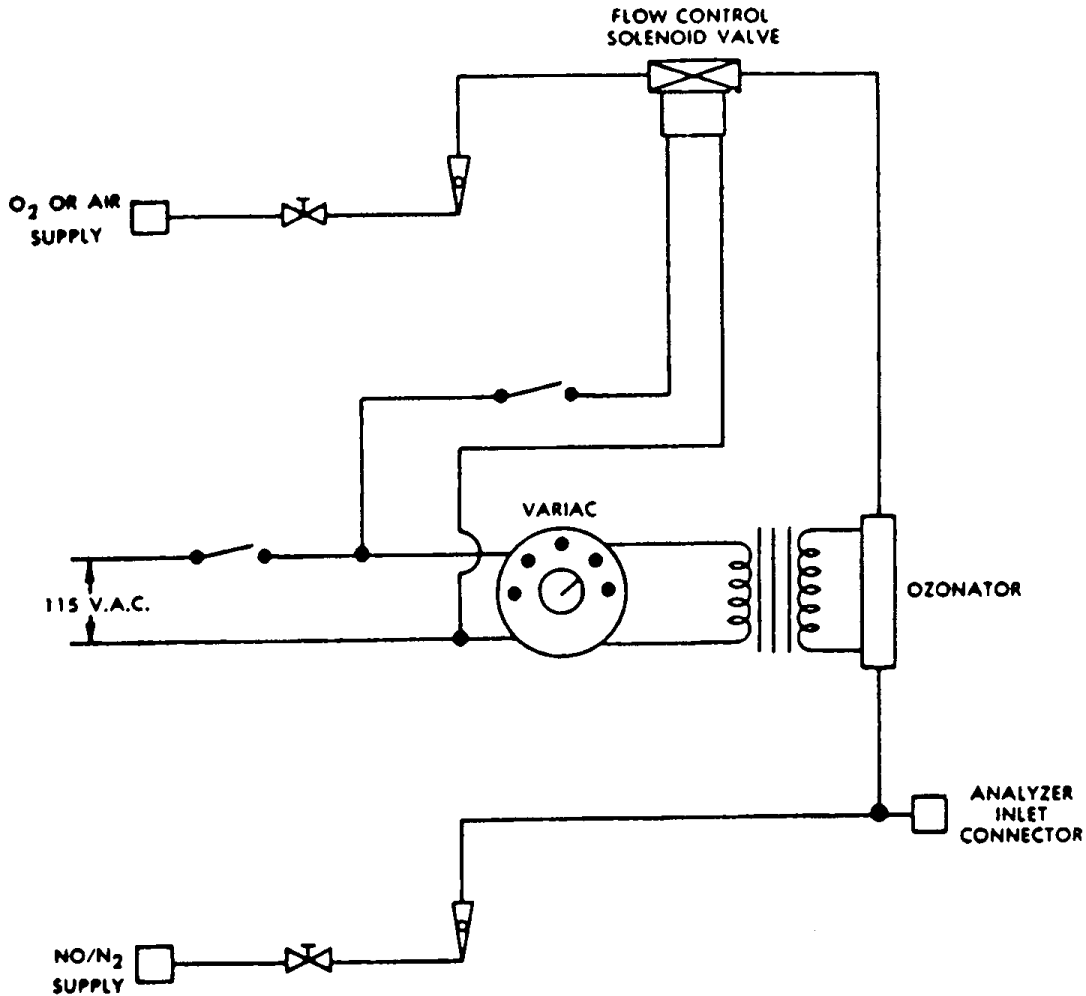 FLOW CONTROL
SOLENOID VALVE
O2 OR AIR
SUPPLY
VARIAC
115 V.A.C.
OZONATOR
ANALYZER
INLET
CONNECTOR
NO/N2
SUPPLY